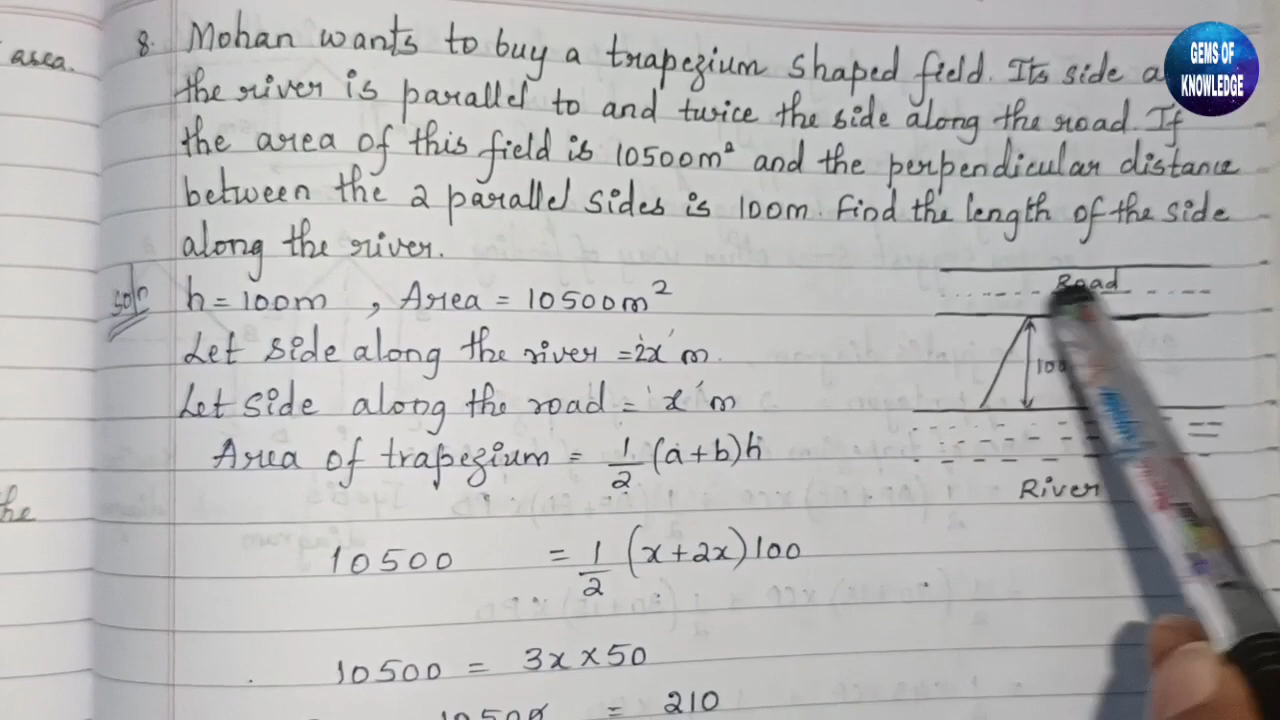 area.
he
8. Mohan wants to buy a trapezium shaped field. Its side a
the river is parallel to and twice the side along the road. If
the area of this field is 10500m² and the perpendicular distance
between the 2 parallel sides is 100m. Find the length of the side
along the river.
Soln h = 100m , Area = 10500m²
Let side along the river = 2x m.
Let side along the road = x m
Area of trapezium = 1/2 (a+b)h
10500 = 1/2 (x+2x)100
10500 = 3x × 50
10500 = 210
Road
100
River
GEMS OF
KNOWLEDGE